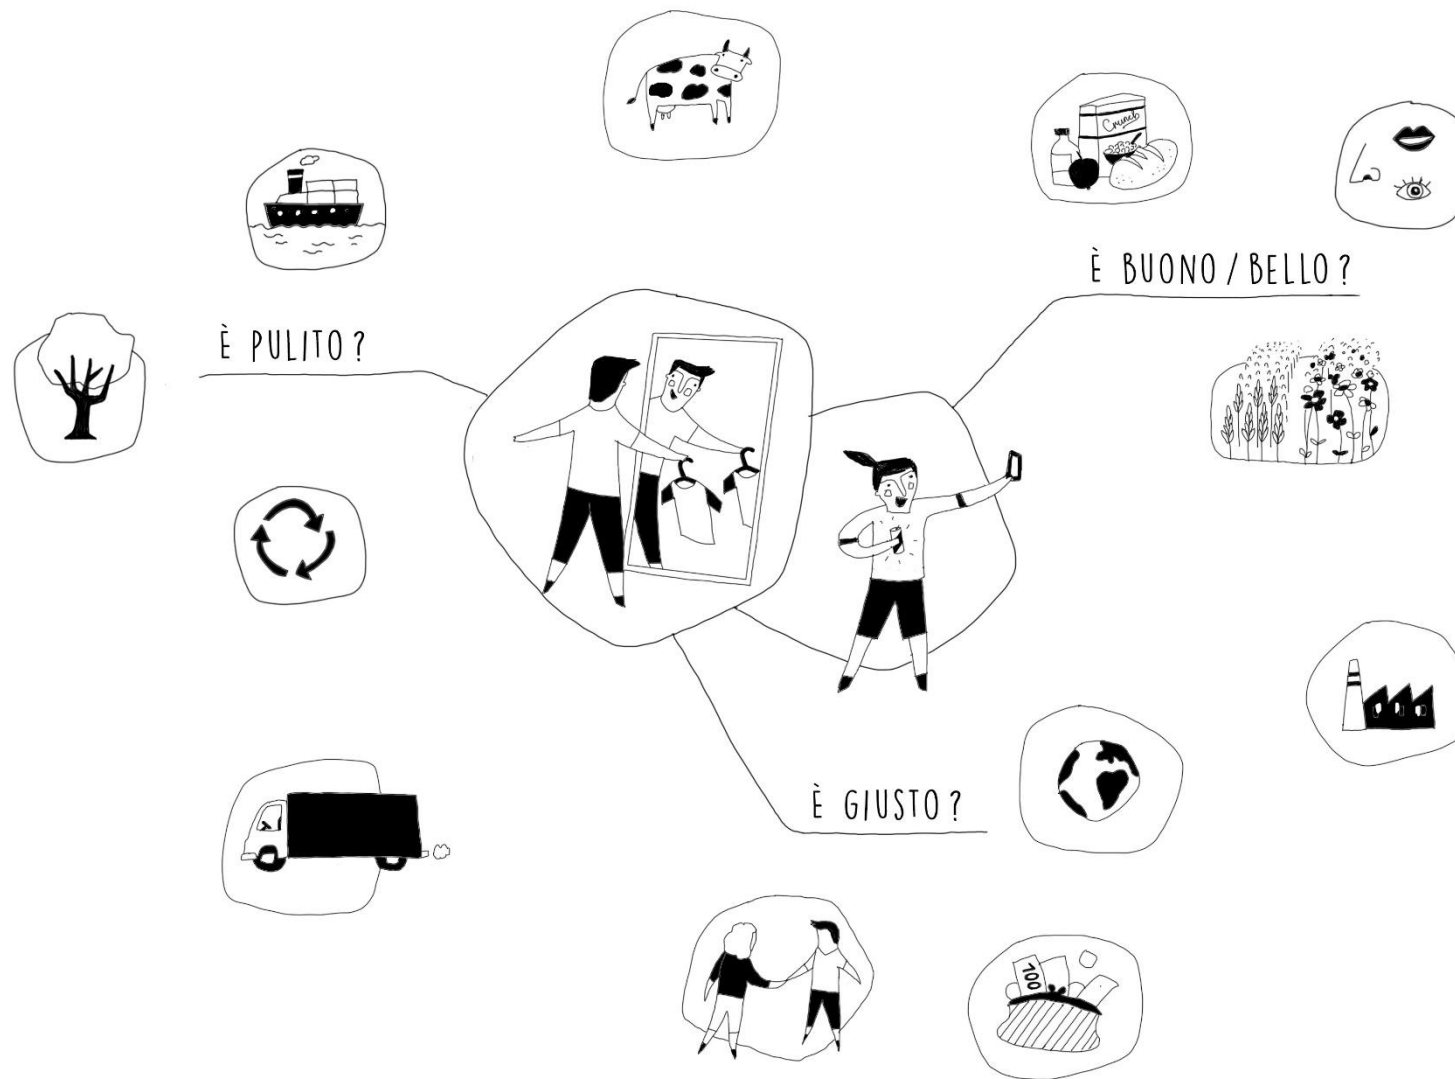 Crunch
È BUONO / BELLO ?
È PULITO ?
È GIUSTO ?
100